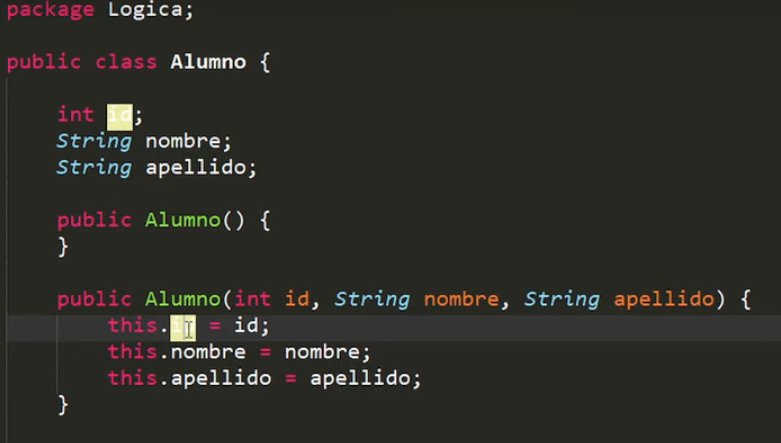 package Logica;
public class Alumno {
int id;
String nombre;
String apellido;
public Alumno() {
}
public Alumno(int id, String nombre, String apellido) {
this.id = id;
this.nombre = nombre;
this.apellido = apellido;
}